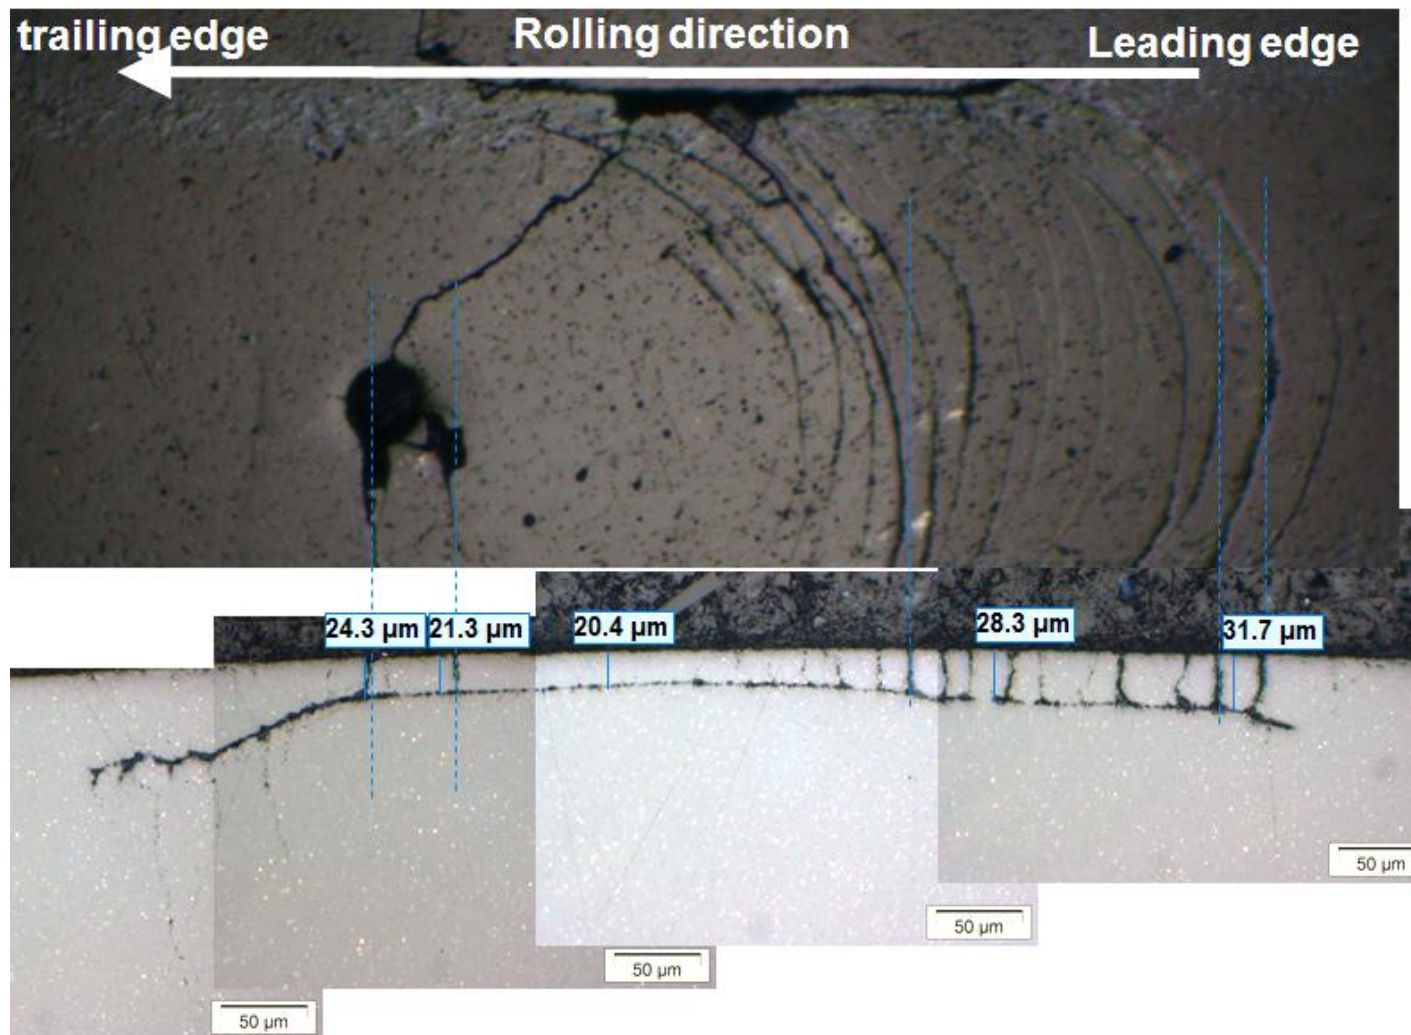 trailing edge
Rolling direction
Leading edge
24.3 µm
21.3 µm
20.4 µm
28.3 µm
31.7 µm
50 µm
50 µm
50 µm
50 µm